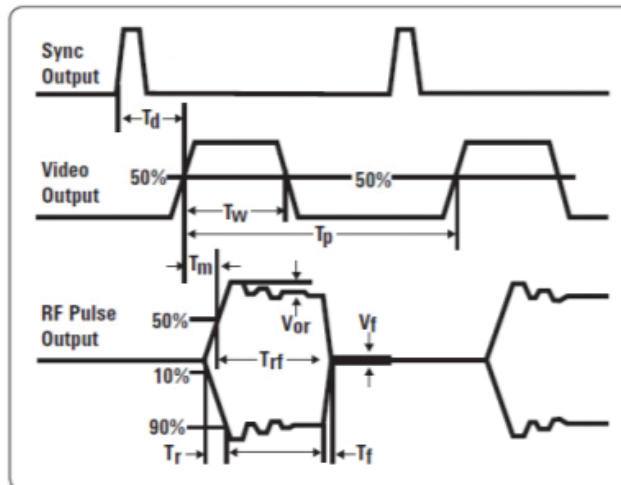 Sync
Output
Td
Video
Output
50%
50%
Tw
Tp
Tm
RF Pulse
Output
50%
Vor
Vf
Trf
10%
90%
Tr
Tf